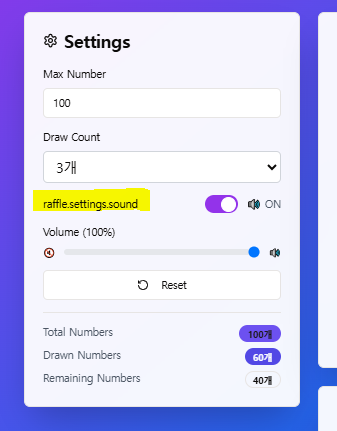 Settings
Max Number
100
Draw Count
3개
raffle.settings.sound ON
Volume (100%)
Reset
Total Numbers 100개
Drawn Numbers 60개
Remaining Numbers 40개